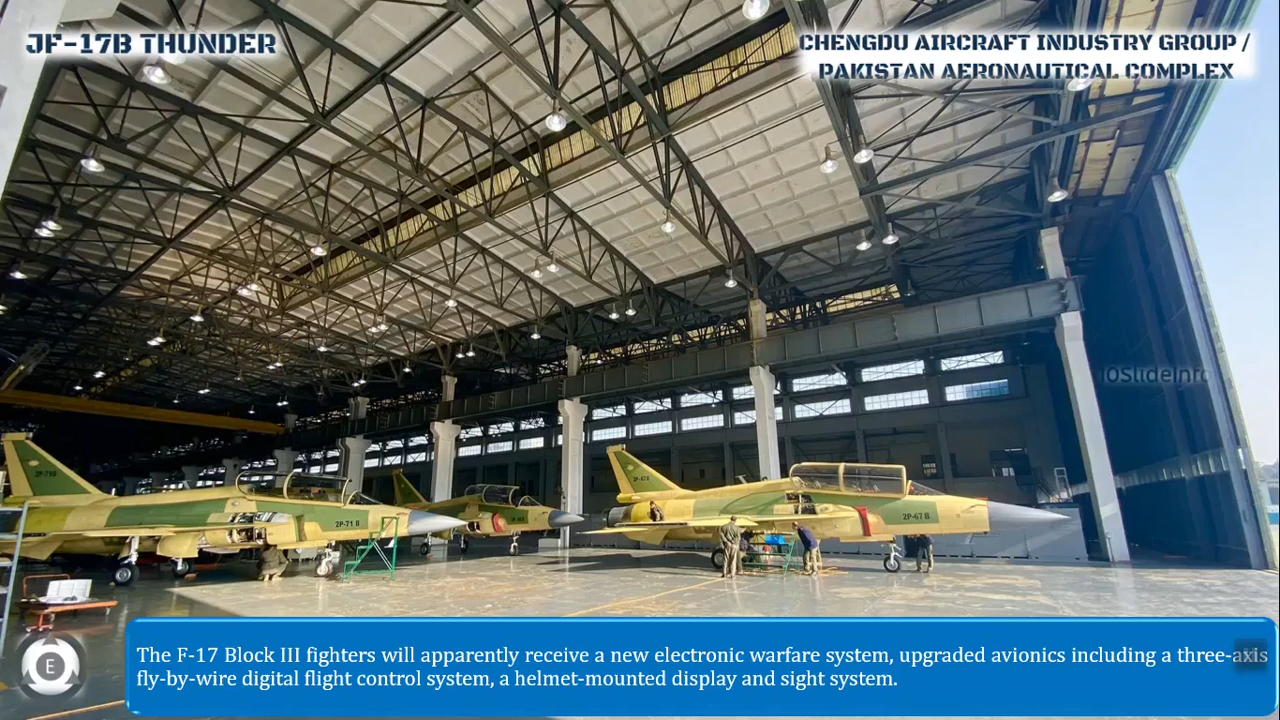 JF-17B THUNDER
CHENGDU AIRCRAFT INDUSTRY GROUP /
PAKISTAN AERONAUTICAL COMPLEX
10SlideInfo
2P-71 B
2P-67 B
E
The F-17 Block III fighters will apparently receive a new electronic warfare system, upgraded avionics including a three-axis
fly-by-wire digital flight control system, a helmet-mounted display and sight system.